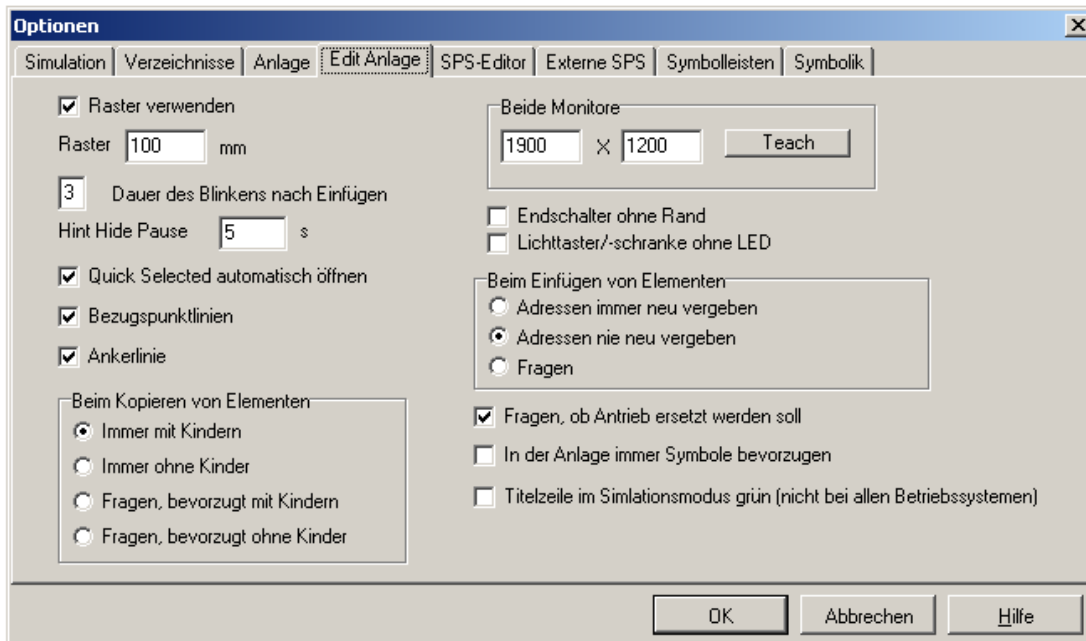 Optionen
Simulation Verzeichnisse Anlage Edit Anlage SPS-Editor Externe SPS Symbolleisten Symbolik
Raster verwenden
Raster 100 mm
3 Dauer des Blinkens nach Einfügen
Hint Hide Pause 5 s
Quick Selected automatisch öffnen
Bezugspunktlinien
Ankerlinie
Beim Kopieren von Elementen
Immer mit Kindern
Immer ohne Kinder
Fragen, bevorzugt mit Kindern
Fragen, bevorzugt ohne Kinder
Beide Monitore
1900 X 1200 Teach
Endschalter ohne Rand
Lichttaster/-schranke ohne LED
Beim Einfügen von Elementen
Adressen immer neu vergeben
Adressen nie neu vergeben
Fragen
Fragen, ob Antrieb ersetzt werden soll
In der Anlage immer Symbole bevorzugen
Titelzeile im Simlationsmodus grün (nicht bei allen Betriebssystemen)
OK Abbrechen Hilfe